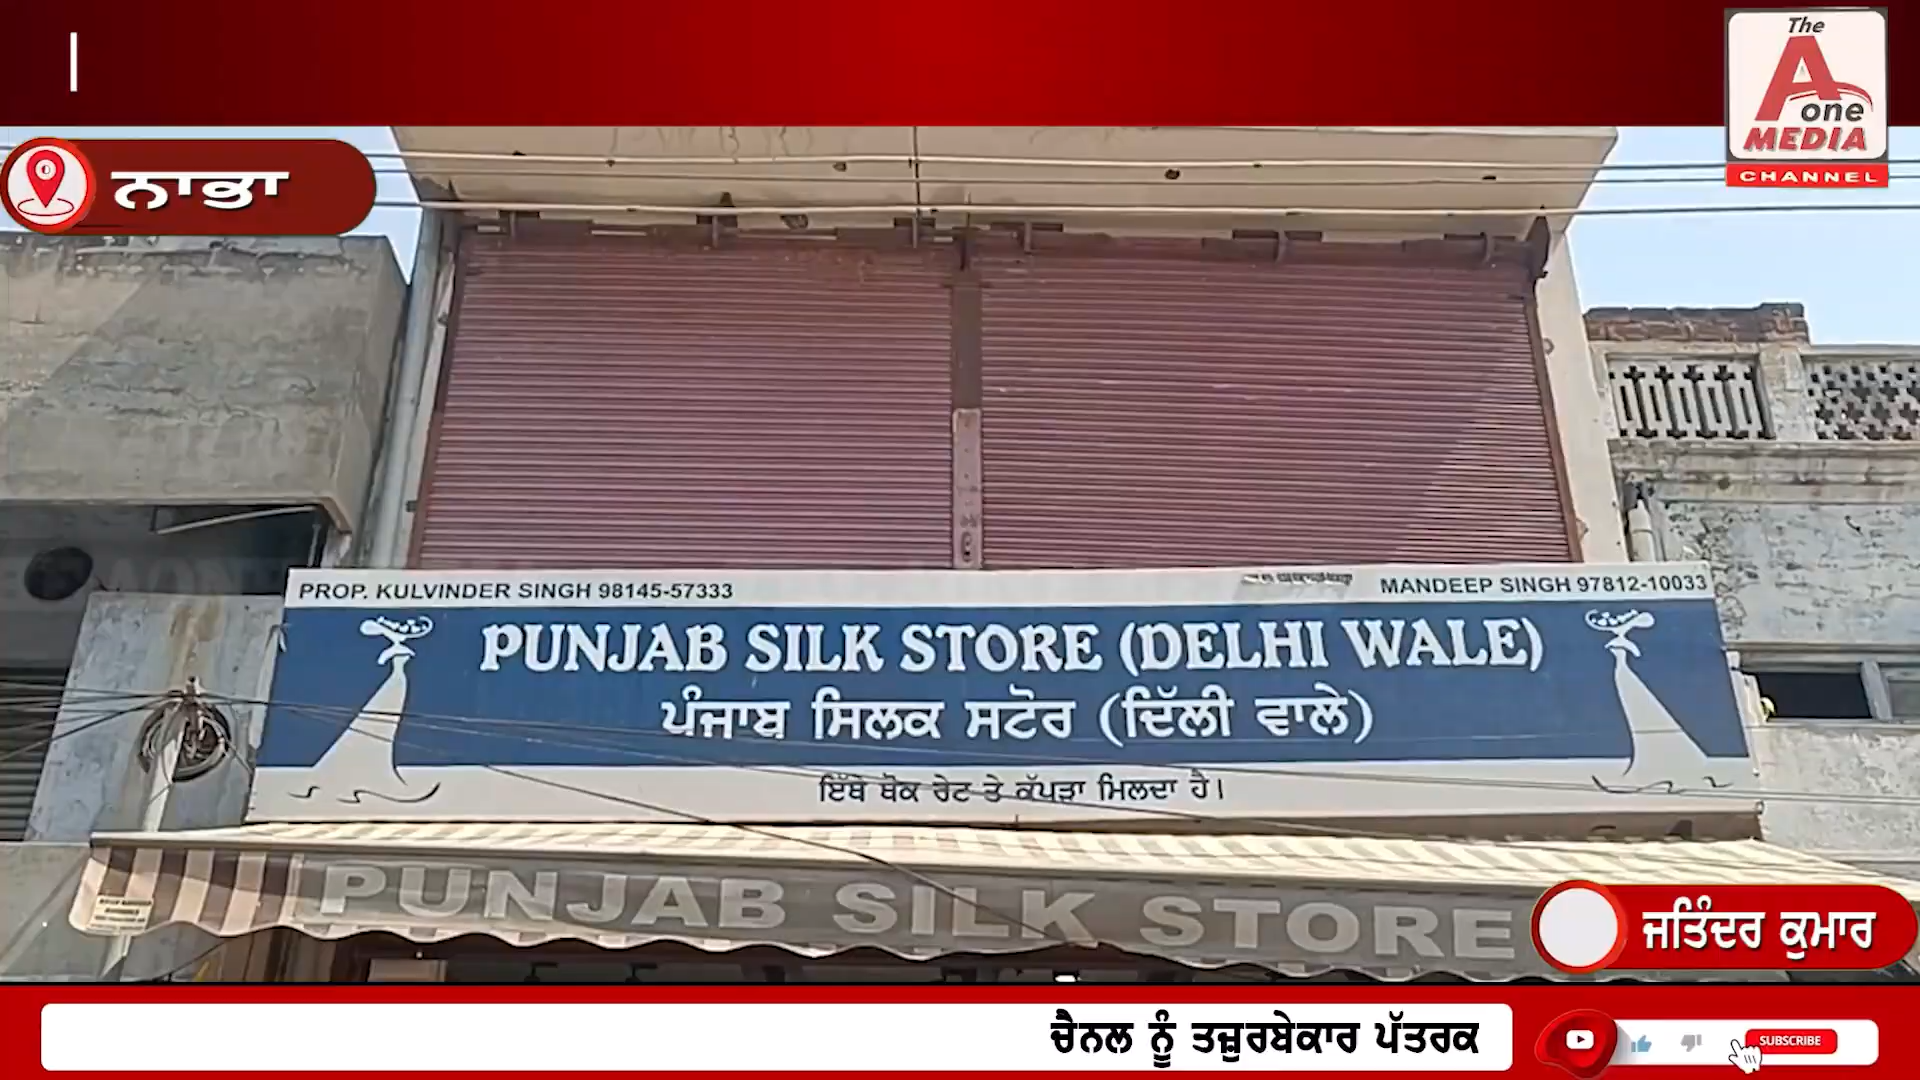 The
A
one
MEDIA
CHANNEL
ਨਾਭਾ
PROP. KULVINDER SINGH 98145-57333
MANDEEP SINGH 97812-10033
PUNJAB SILK STORE (DELHI WALE)
ਪੰਜਾਬ ਸਿਲਕ ਸਟੋਰ (ਦਿੱਲੀ ਵਾਲੇ)
ਇੱਥੇ ਥੋਕ ਰੇਟ ਤੇ ਕੱਪੜਾ ਮਿਲਦਾ ਹੈ।
PUNJAB SILK STORE
ਜਤਿੰਦਰ ਕੁਮਾਰ
ਚੈਨਲ ਨੂੰ ਤਜ਼ੁਰਬੇਕਾਰ ਪੱਤਰਕ
SUBSCRIBE